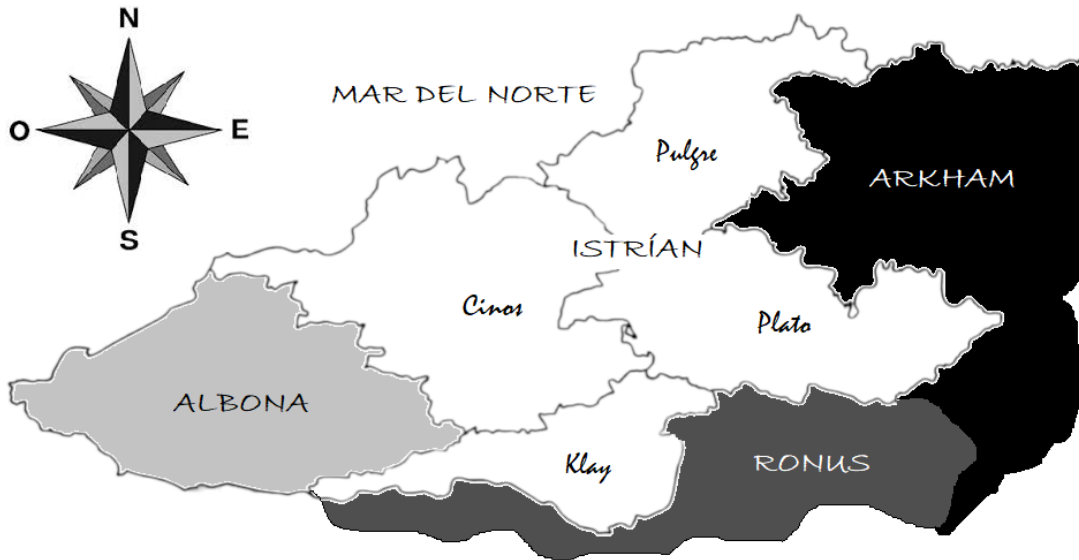 N
O
E
S
MAR DEL NORTE
Pulgre
ARKHAM
ISTRÍAN
Cinos
Plato
ALBONA
Klay
RONUS